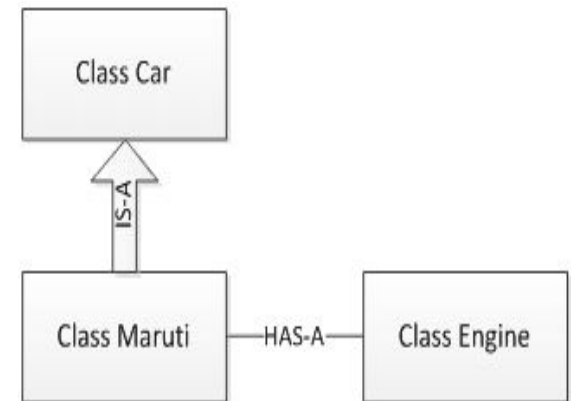 Class Car
IS-A
Class Maruti
HAS-A
Class Engine